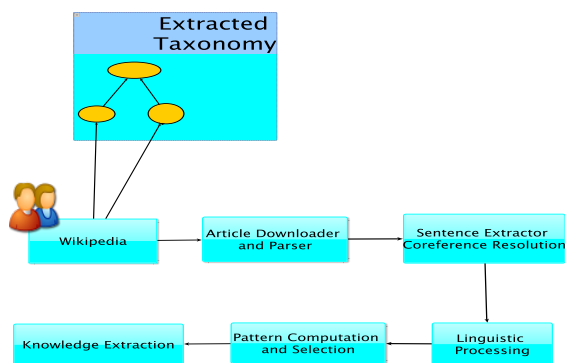 Extracted
Taxonomy
Wikipedia
Article Downloader
and Parser
Sentence Extractor
Coreference Resolution
Knowledge Extraction
Pattern Computation
and Selection
Linguistic
Processing